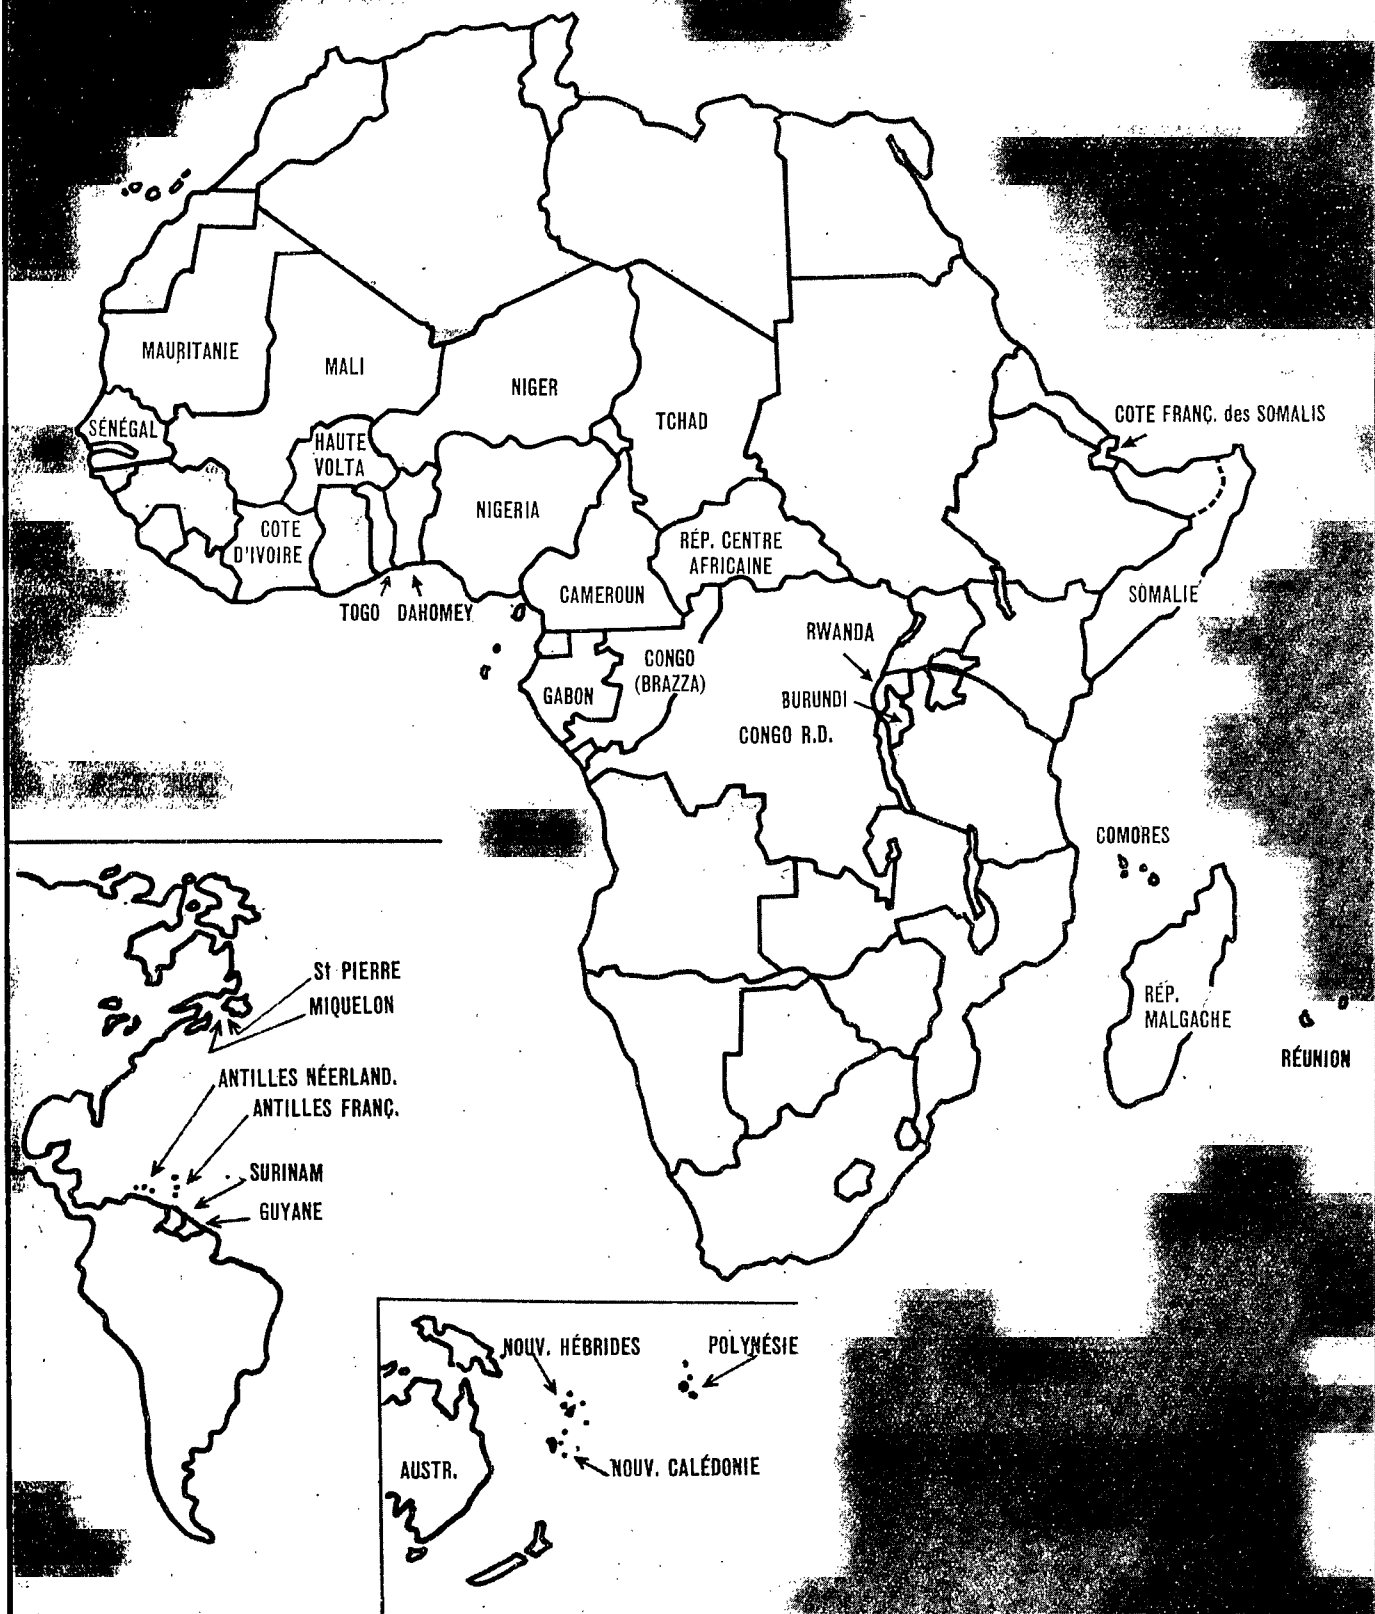 MAURITANIE
MALI
NIGER
TCHAD
COTE FRANÇ. des SOMALIS
SÉNÉGAL
HAUTE
VOLTA
NIGERIA
COTE
D'IVOIRE
RÉP. CENTRE
AFRICAINE
CAMEROUN
SOMALIE
TOGO DAHOMEY
RWANDA
CONGO
(BRAZZA)
GABON
BURUNDI
CONGO R.D.
COMORES
RÉP.
MALGACHE
RÉUNION
St PIERRE
MIQUELON
ANTILLES NÉERLAND.
ANTILLES FRANÇ.
SURINAM
GUYANE
NOUV. HÉBRIDES
POLYNÉSIE
AUSTR.
NOUV. CALÉDONIE